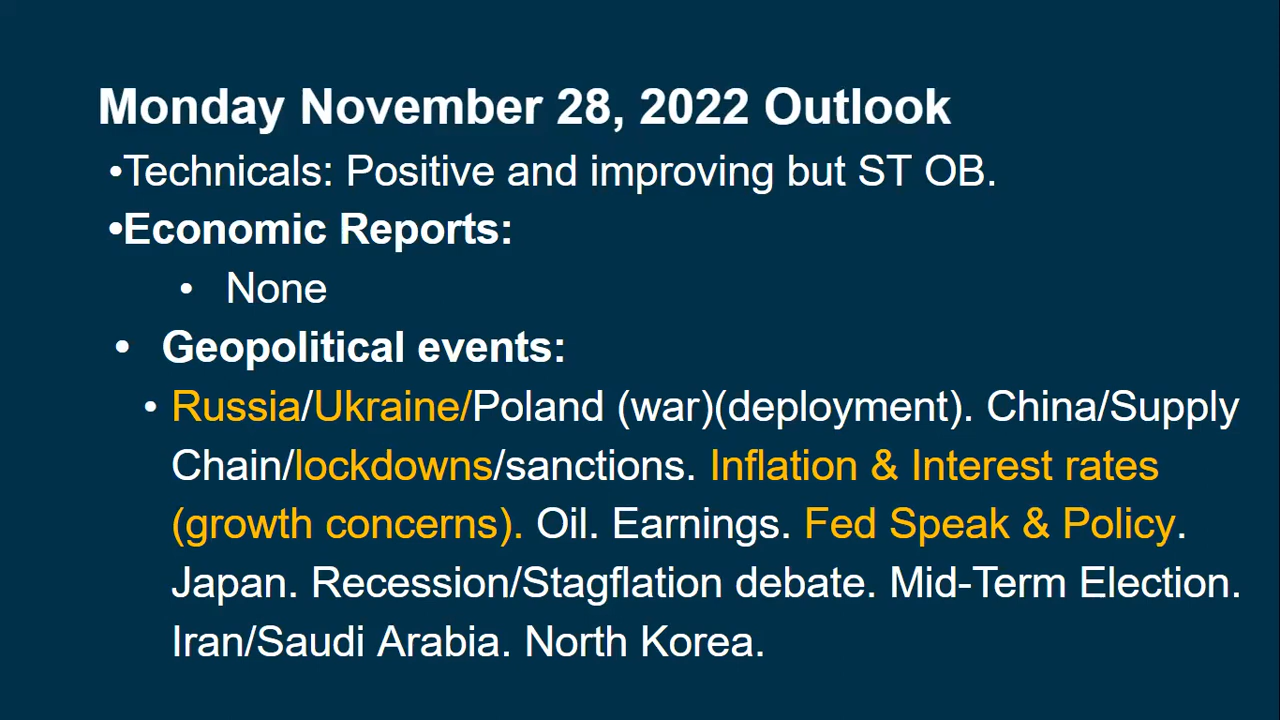 Monday November 28, 2022 Outlook
•Technicals: Positive and improving but ST OB.
•Economic Reports:
• None
• Geopolitical events:
• Russia/Ukraine/Poland (war)(deployment). China/Supply
Chain/lockdowns/sanctions. Inflation & Interest rates
(growth concerns). Oil. Earnings. Fed Speak & Policy.
Japan. Recession/Stagflation debate. Mid-Term Election.
Iran/Saudi Arabia. North Korea.